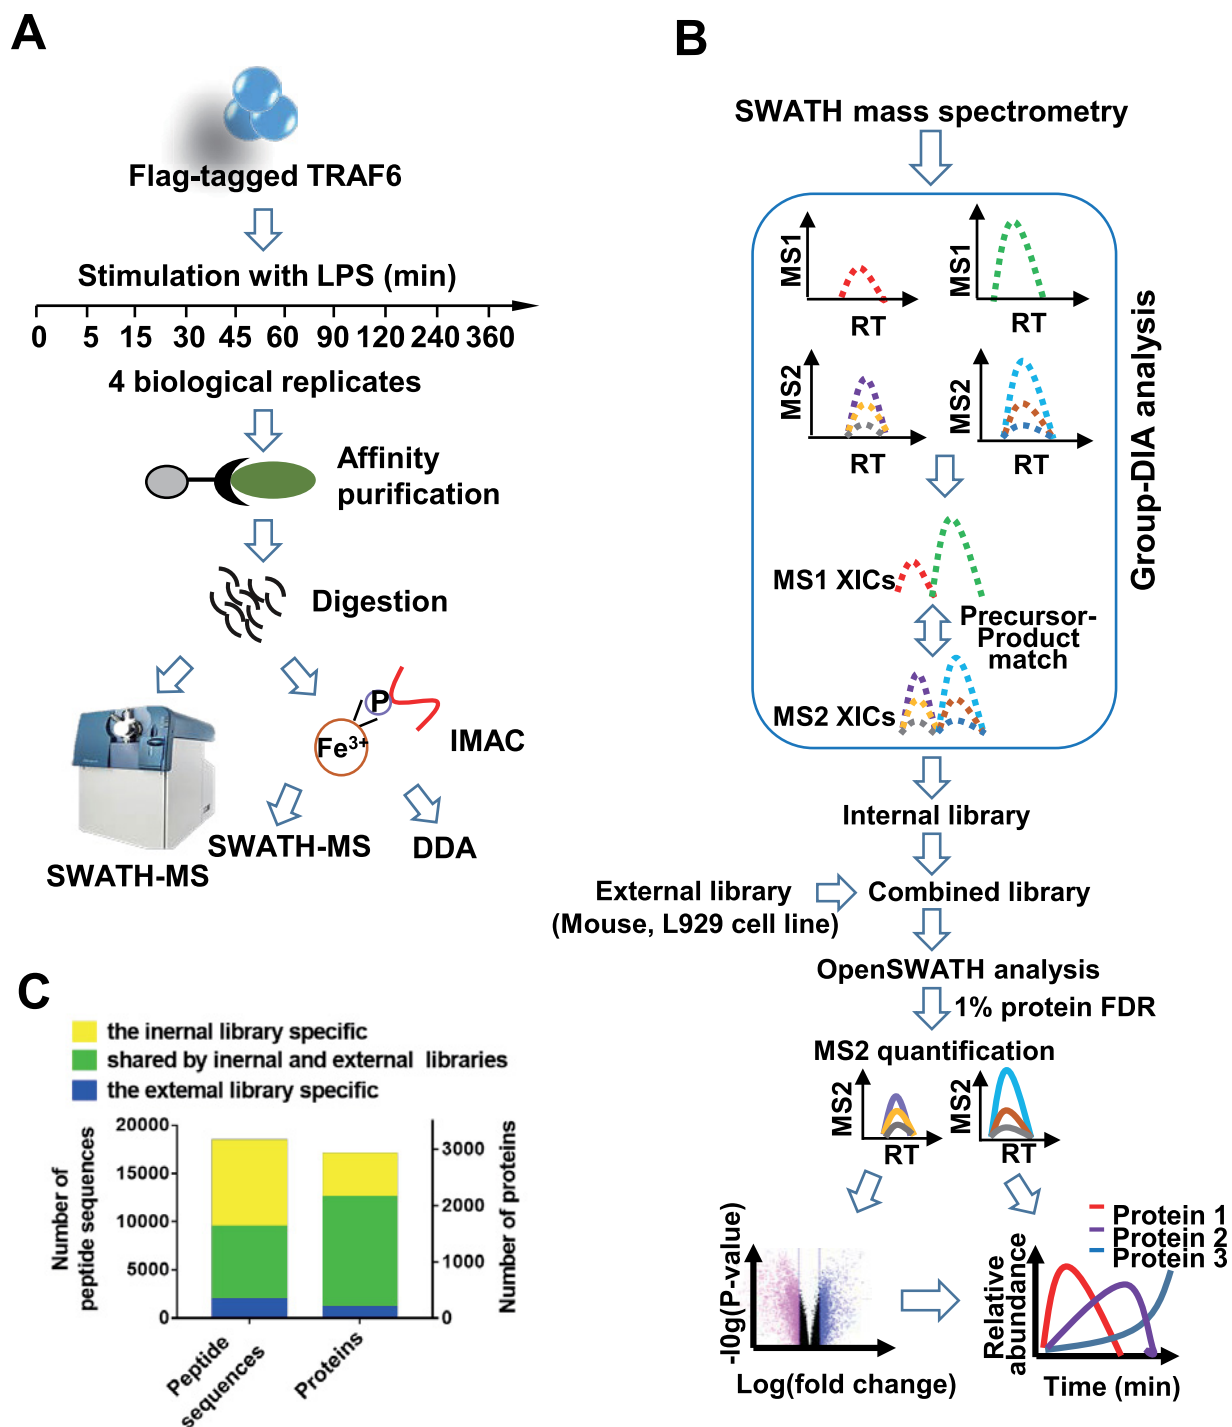 A
Flag-tagged TRAF6
Stimulation with LPS (min)
0 5 15 30 45 60 90 120 240 360
4 biological replicates
Affinity
purification
Digestion
P
Fe3+
IMAC
SWATH-MS
SWATH-MS
DDA
B
SWATH mass spectrometry
MS1
RT
MS1
RT
MS2
RT
MS2
RT
MS1 XICs
Precursor-
Product
match
MS2 XICs
Group-DIA analysis
Internal library
External library
(Mouse, L929 cell line)
Combined library
OpenSWATH analysis
1% protein FDR
MS2 quantification
MS2
RT
MS2
RT
-l0g(P-value)
Log(fold change)
Protein 1
Protein 2
Protein 3
Relative
abundance
Time (min)
C
the inernal library specific
shared by inernal and external libraries
the extemal library specific
Number of
peptide sequences
20000
15000
10000
5000
0
3000
2000
1000
0
Number of proteins
Peptide
sequences
Proteins